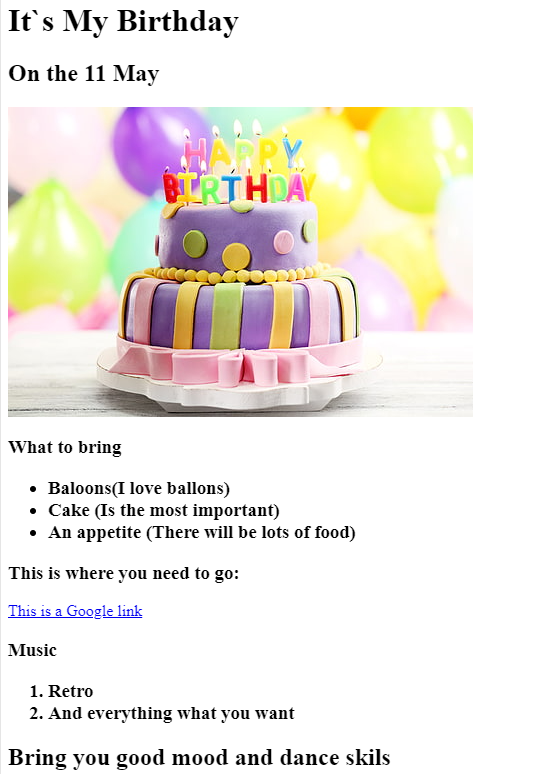 It`s My Birthday
On the 11 May
HAPPY
BIRTHDAY
What to bring
Baloons(I love ballons)
Cake (Is the most important)
An appetite (There will be lots of food)
This is where you need to go:
This is a Google link
Music
1. Retro
2. And everything what you want
Bring you good mood and dance skils